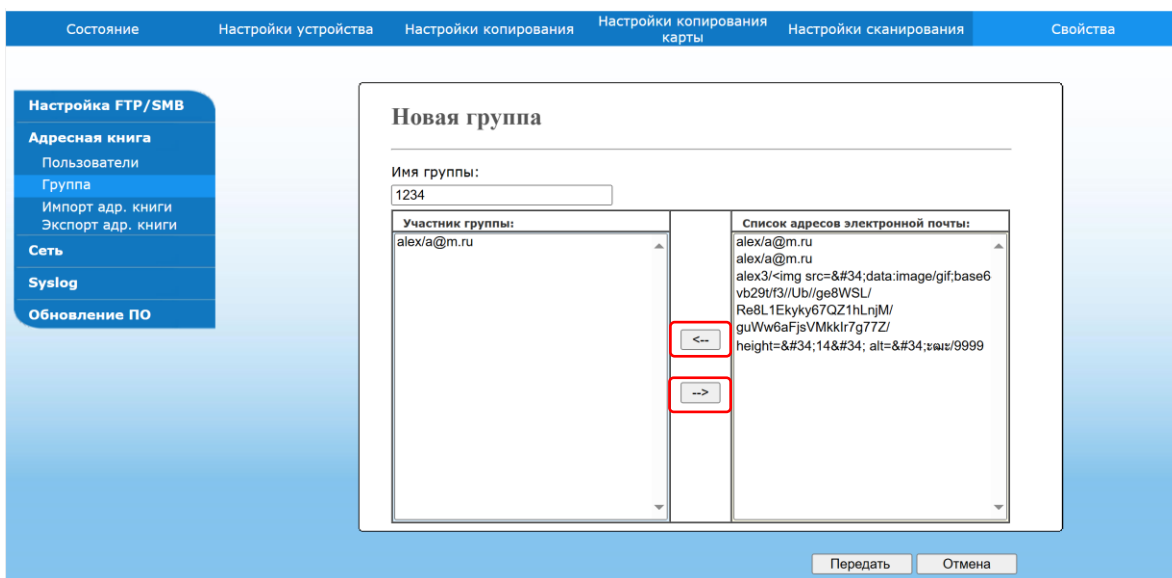 Состояние
Настройки устройства
Настройки копирования
Настройки копирования
карты
Настройки сканирования
Свойства
Настройка FTP/SMB
Адресная книга
Пользователи
Группа
Импорт адр. книги
Экспорт адр. книги
Сеть
Syslog
Обновление ПО
Новая группа
Имя группы:
1234
Участник группы:
alex/a@m.ru
<--
-->
Список адресов электронной почты:
alex/a@m.ru
alex/a@m.ru
alex3/<img src=&#34;data:image/gif;base6
vb29t/f3//Ub//ge8WSL/
Re8L1Ekyky67QZ1hLnjM/
guWw6aFjsVMkkIr7g77Z/
height=&#34;14&#34; alt=&#34;/9999
Передать
Отмена